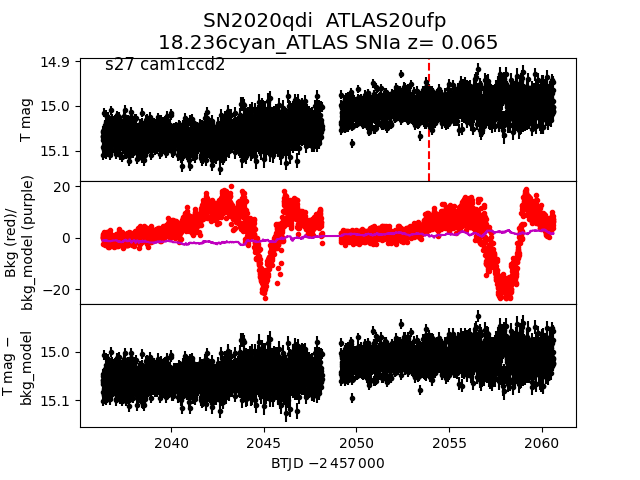 SN2020qdi ATLAS20ufp
18.236cyan_ATLAS SNIa z= 0.065
s27 cam1ccd2
14.9
15.0
15.1
T mag
20
0
−20
Bkg (red)/
bkg_model (purple)
15.0
15.1
T mag −
bkg_model
2040
2045
2050
2055
2060
BTJD −2 457 000